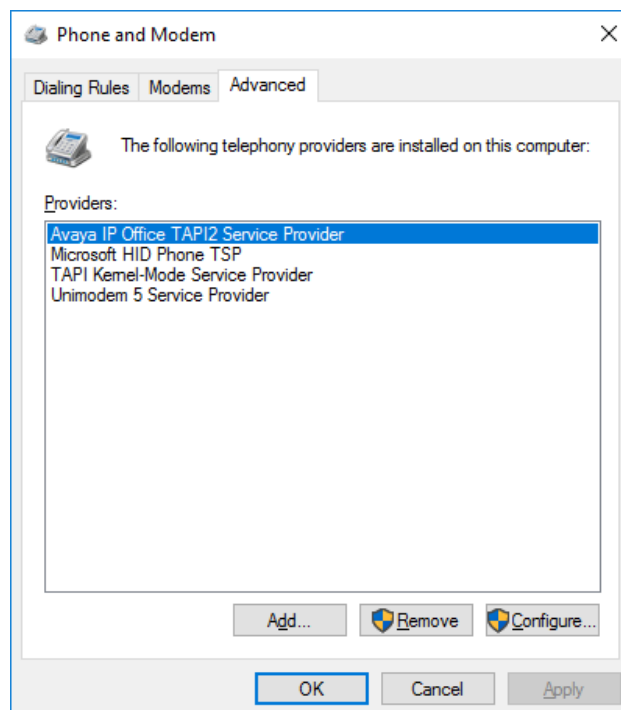 Phone and Modem
Dialing Rules Modems Advanced
The following telephony providers are installed on this computer:
Providers:
Avaya IP Office TAPI2 Service Provider
Microsoft HID Phone TSP
TAPI Kernel-Mode Service Provider
Unimodem 5 Service Provider
Add... Remove Configure...
OK Cancel Apply